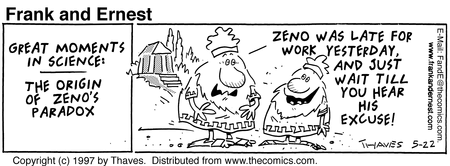 Frank and Ernest
GREAT MOMENTS
IN SCIENCE:
THE ORIGIN
OF ZENO'S
PARADOX
ZENO WAS LATE FOR
WORK YESTERDAY,
AND JUST
WAIT TILL
YOU HEAR
HIS
EXCUSE!
THAVES 5-22
E-Mail: FandE@thecomics.com
www.frankandernest.com
Copyright (c) 1997 by Thaves. Distributed from www.thecomics.com.